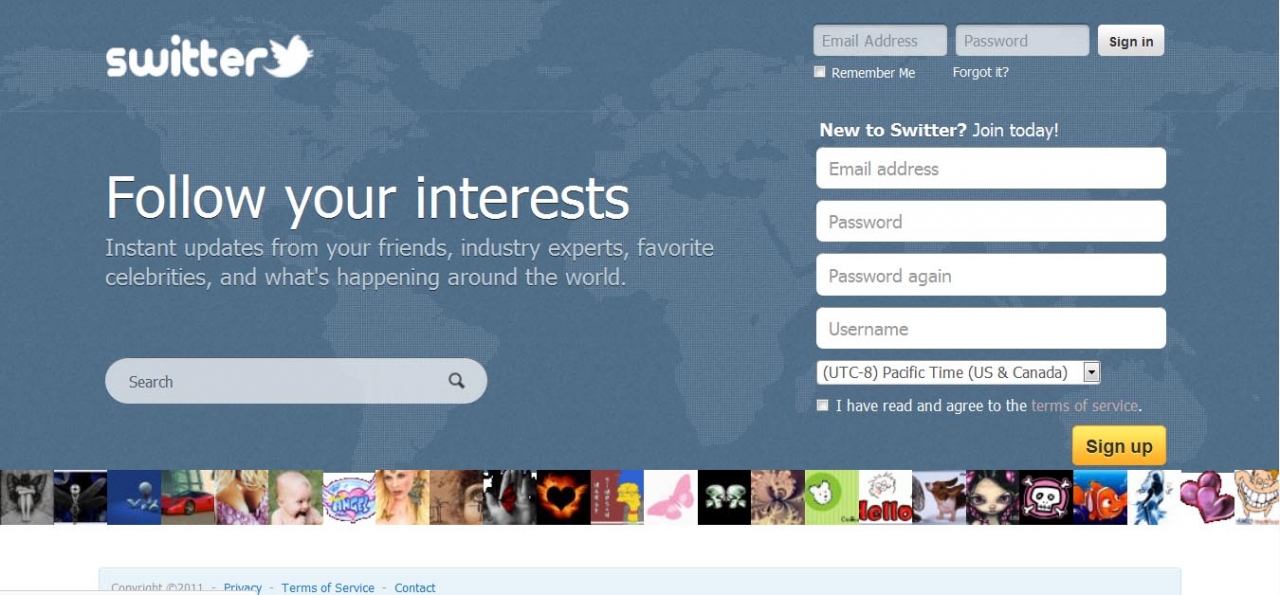 switter
Email Address
Password
Sign in
Remember Me
Forgot it?
New to Switter? Join today!
Email address
Password
Password again
Username
(UTC-8) Pacific Time (US & Canada)
I have read and agree to the terms of service.
Sign up
Follow your interests
Instant updates from your friends, industry experts, favorite
celebrities, and what's happening around the world.
Search
ANGEL
Hello
Copyright ©2011 - Privacy - Terms of Service - Contact